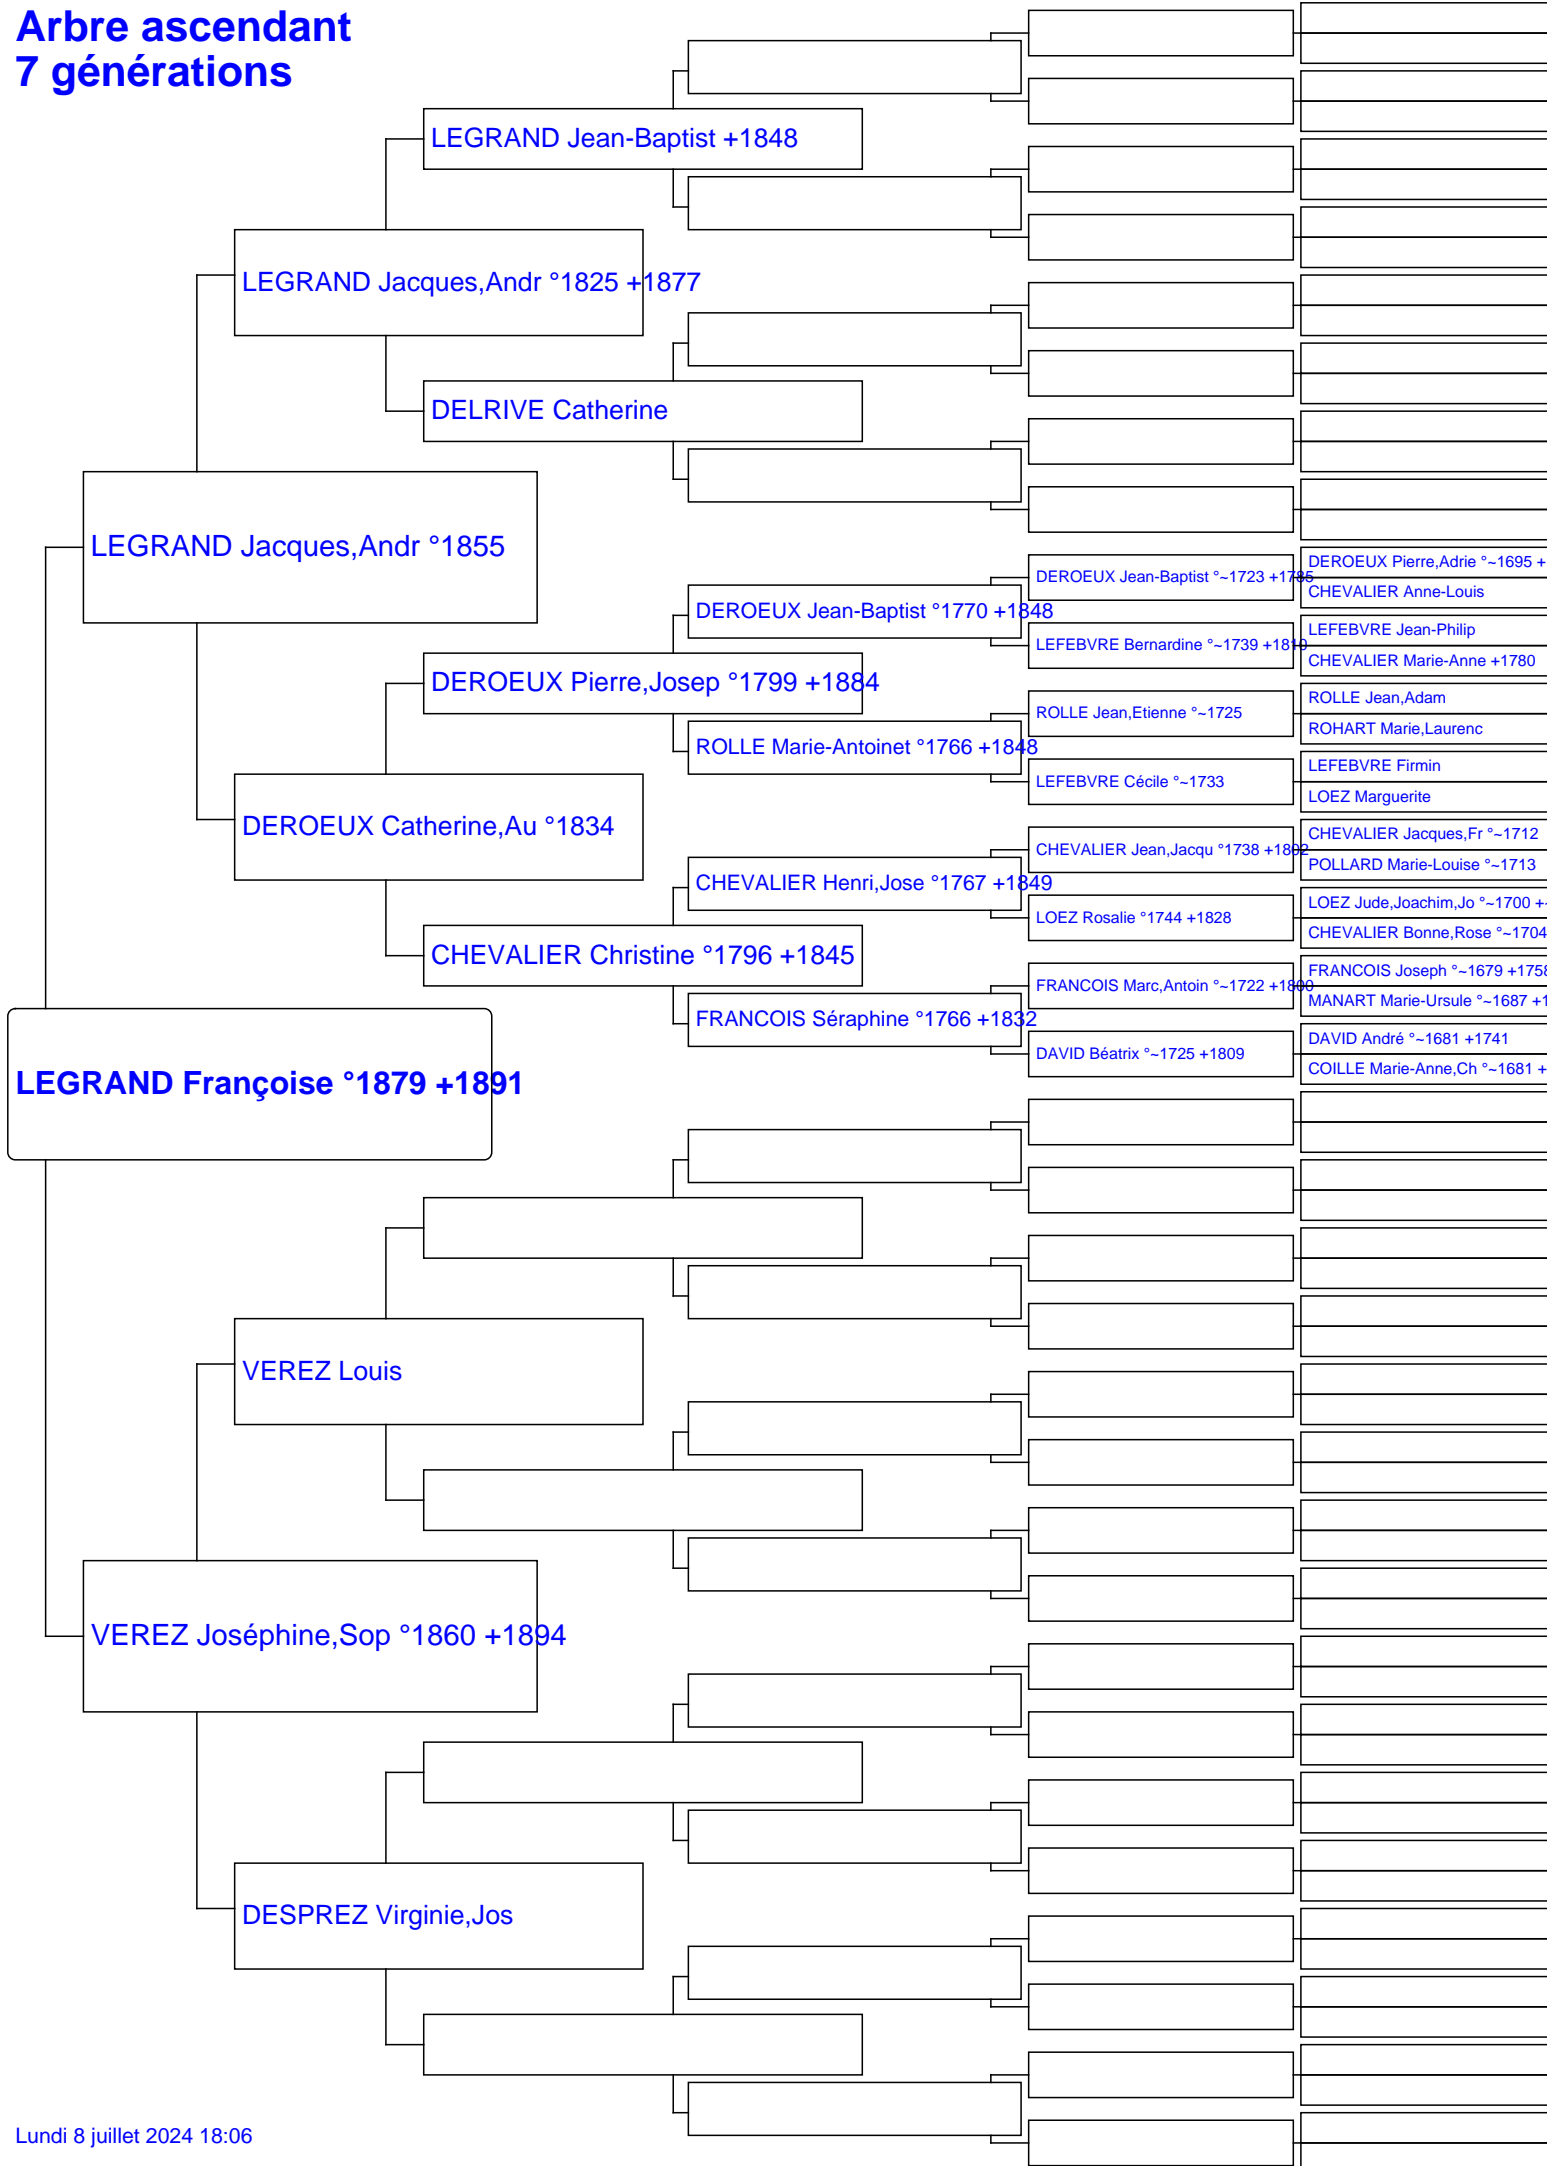 Arbre ascendant
7 générations
LEGRAND Jean-Baptist +1848
LEGRAND Jacques,Andr °1825 +1877
DELRIVE Catherine
LEGRAND Jacques,Andr °1855
DEROEUX Pierre,Adrie °~1695 +
DEROEUX Jean-Baptist °~1723 +1785
CHEVALIER Anne-Louis
DEROEUX Jean-Baptist °1770 +1848
LEFEBVRE Jean-Philip
LEFEBVRE Bernardine °~1739 +1810
CHEVALIER Marie-Anne +1780
DEROEUX Pierre,Josep °1799 +1884
ROLLE Jean,Adam
ROLLE Jean,Etienne °~1725
ROHART Marie,Laurenc
ROLLE Marie-Antoinet °1766 +1848
LEFEBVRE Firmin
LEFEBVRE Cécile °~1733
LOEZ Marguerite
DEROEUX Catherine,Au °1834
CHEVALIER Jacques,Fr °~1712
CHEVALIER Jean,Jacqu °1738 +1802
POLLARD Marie-Louise °~1713
CHEVALIER Henri,Jose °1767 +1849
LOEZ Jude,Joachim,Jo °~1700 +
LOEZ Rosalie °1744 +1828
CHEVALIER Bonne,Rose °~1704
CHEVALIER Christine °1796 +1845
FRANCOIS Joseph °~1679 +1758
FRANCOIS Marc,Antoin °~1722 +1800
MANART Marie-Ursule °~1687 +1
FRANCOIS Séraphine °1766 +1832
DAVID André °~1681 +1741
DAVID Béatrix °~1725 +1809
COILLE Marie-Anne,Ch °~1681 +
LEGRAND Françoise °1879 +1891
VEREZ Louis
VEREZ Joséphine,Sop °1860 +1894
DESPREZ Virginie,Jos
Lundi 8 juillet 2024 18:06